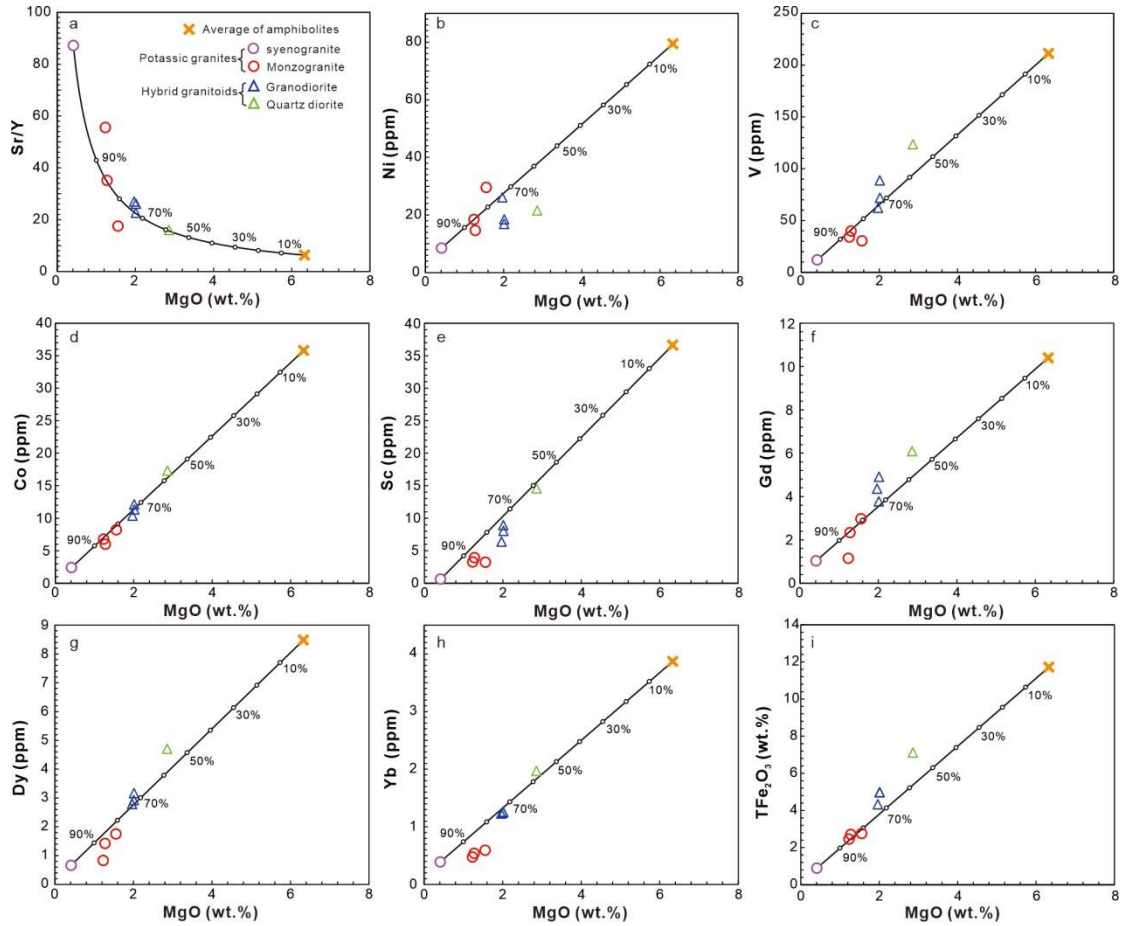 a
Average of amphibolites
Potassic granites
syenogranite
Monzogranite
Hybrid granitoids
Granodiorite
Quartz diorite
100
80
60
40
20
0
Sr/Y
90%
70%
50%
30%
10%
0 2 4 6 8
MgO (wt.%)
b
80
60
40
20
0
Ni (ppm)
10%
30%
50%
70%
90%
0 2 4 6 8
MgO (wt.%)
c
250
200
150
100
50
0
V (ppm)
10%
30%
50%
70%
90%
0 2 4 6 8
MgO (wt.%)
d
40
35
30
25
20
15
10
5
0
Co (ppm)
10%
30%
50%
70%
90%
0 2 4 6 8
MgO (wt.%)
e
40
35
30
25
20
15
10
5
0
Sc (ppm)
10%
30%
50%
70%
90%
0 2 4 6 8
MgO (wt.%)
f
12
10
8
6
4
2
0
Gd (ppm)
10%
30%
50%
70%
90%
0 2 4 6 8
MgO (wt.%)
g
9
8
7
6
5
4
3
2
1
0
Dy (ppm)
10%
30%
50%
70%
90%
0 2 4 6 8
MgO (wt.%)
h
4
3
2
1
0
Yb (ppm)
10%
30%
50%
70%
90%
0 2 4 6 8
MgO (wt.%)
i
14
12
10
8
6
4
2
0
TFe₂O₃ (wt.%)
10%
30%
50%
70%
90%
0 2 4 6 8
MgO (wt.%)